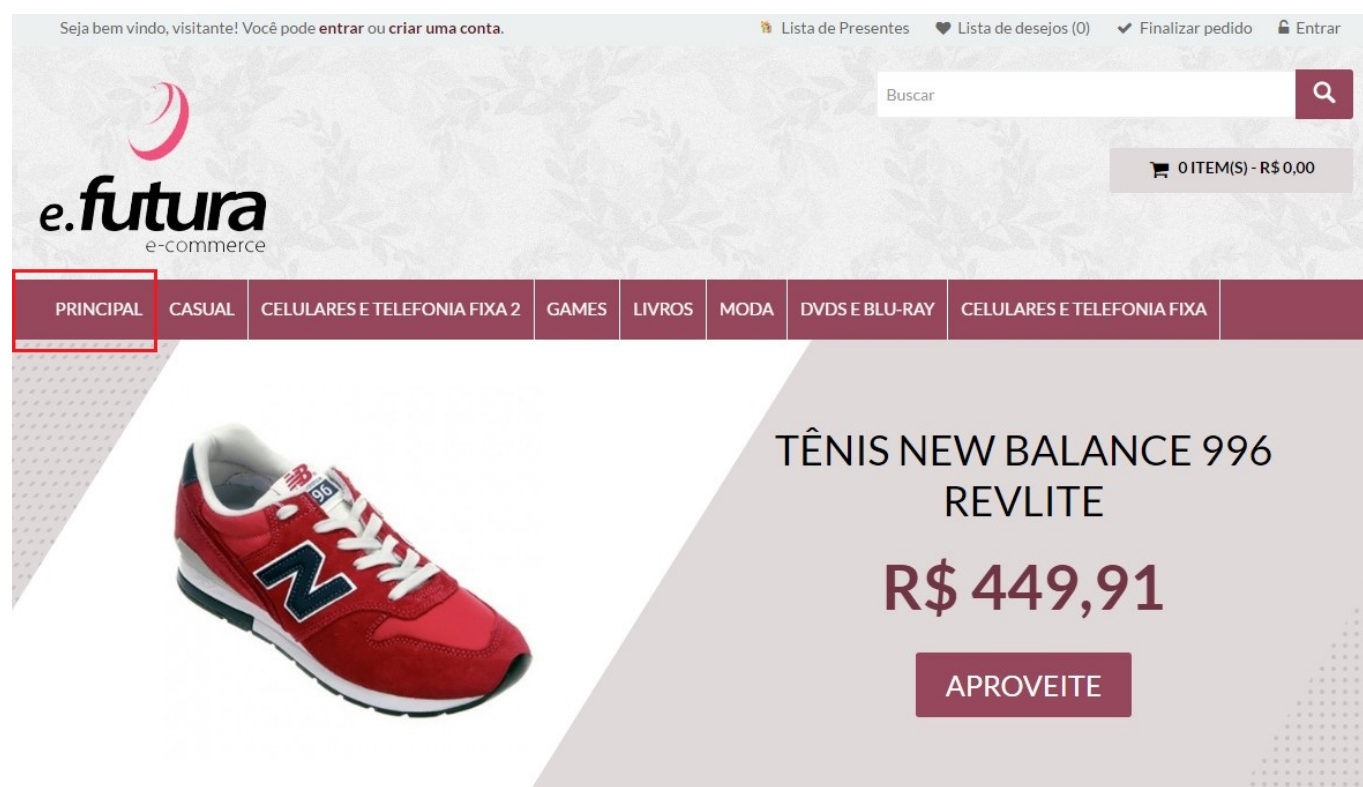 Seja bem vindo, visitante! Você pode entrar ou criar uma conta.
Lista de Presentes Lista de desejos (0) Finalizar pedido Entrar
Buscar
0 ITEM(S) - R$ 0,00
e.futura
e-commerce
PRINCIPAL CASUAL CELULARES E TELEFONIA FIXA 2 GAMES LIVROS MODA DVDS E BLU-RAY CELULARES E TELEFONIA FIXA
TÊNIS NEW BALANCE 996
REVLITE
R$ 449,91
APROVEITE
NB
996
N